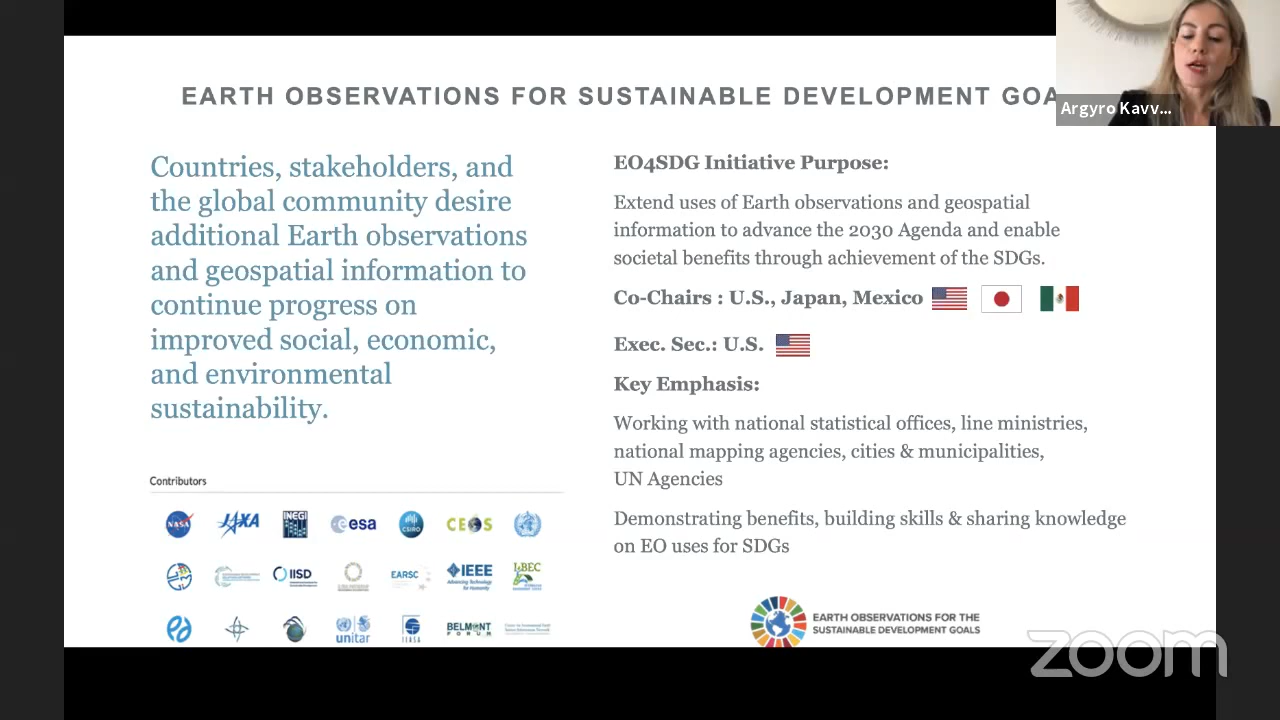 EARTH OBSERVATIONS FOR SUSTAINABLE DEVELOPMENT GOA
Argyro Kavv...
Countries, stakeholders, and
the global community desire
additional Earth observations
and geospatial information to
continue progress on
improved social, economic,
and environmental
sustainability.
Contributors
NASA
JAXA
INEGI
esa
CSIRO
CEOS
IISD
EARSC
IEEE
Advancing Technology
for Humanity
unitar
IIASA
BELMONT
FORUM
EO4SDG Initiative Purpose:
Extend uses of Earth observations and geospatial
information to advance the 2030 Agenda and enable
societal benefits through achievement of the SDGs.
Co-Chairs : U.S., Japan, Mexico
Exec. Sec.: U.S.
Key Emphasis:
Working with national statistical offices, line ministries,
national mapping agencies, cities & municipalities,
UN Agencies
Demonstrating benefits, building skills & sharing knowledge
on EO uses for SDGs
EARTH OBSERVATIONS FOR THE
SUSTAINABLE DEVELOPMENT GOALS
zoom